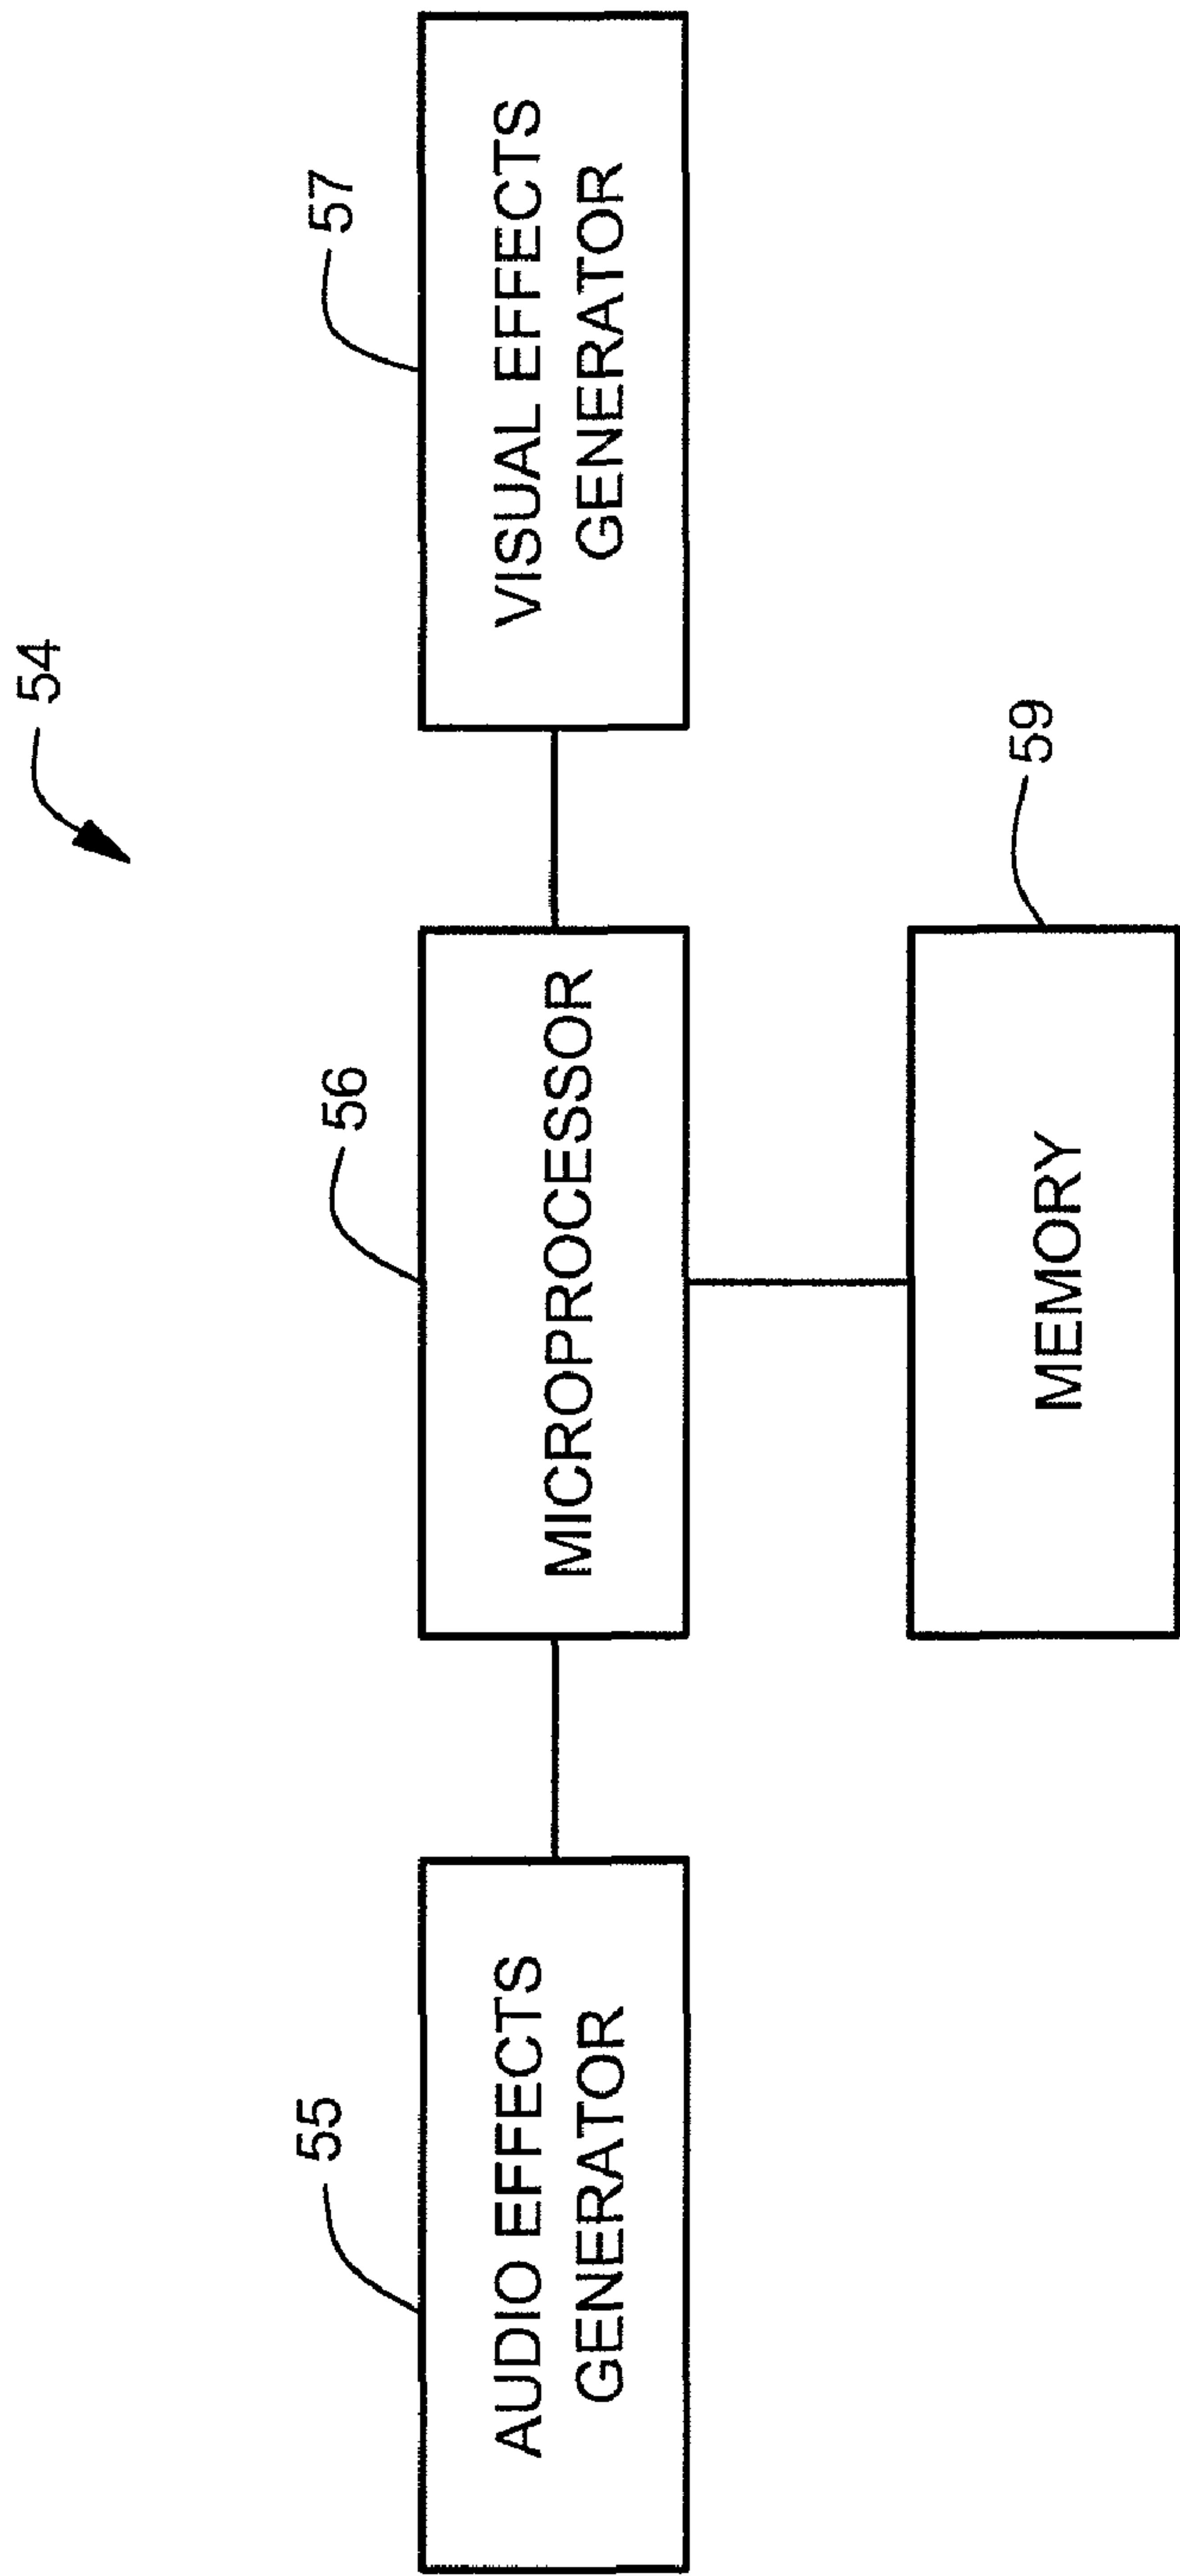 54
55
AUDIO EFFECTS
GENERATOR
56
MICROPROCESSOR
57
VISUAL EFFECTS
GENERATOR
59
MEMORY